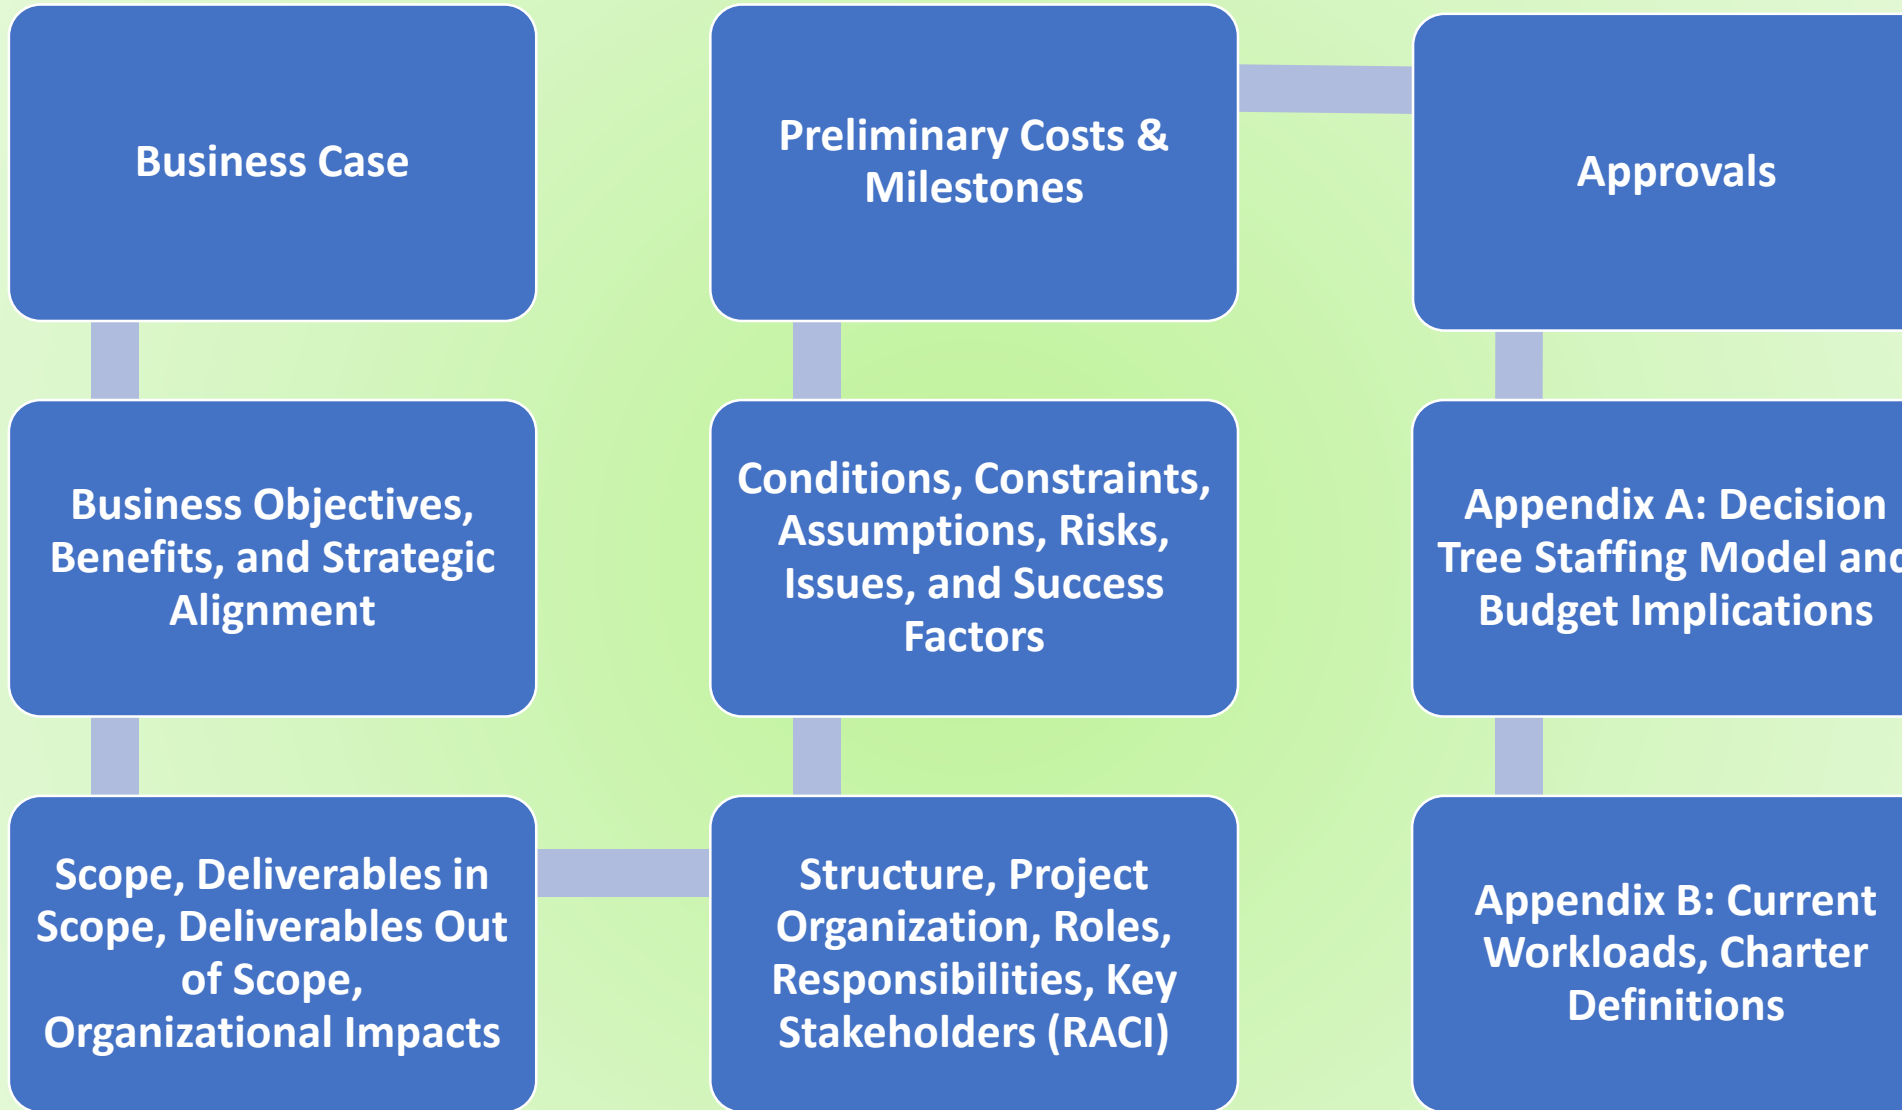 Business Case
Business Objectives,
Benefits, and Strategic
Alignment
Scope, Deliverables in
Scope, Deliverables Out
of Scope,
Organizational Impacts
Structure, Project
Organization, Roles,
Responsibilities, Key
Stakeholders (RACI)
Conditions, Constraints,
Assumptions, Risks,
Issues, and Success
Factors
Preliminary Costs &
Milestones
Approvals
Appendix A: Decision
Tree Staffing Model and
Budget Implications
Appendix B: Current
Workloads, Charter
Definitions